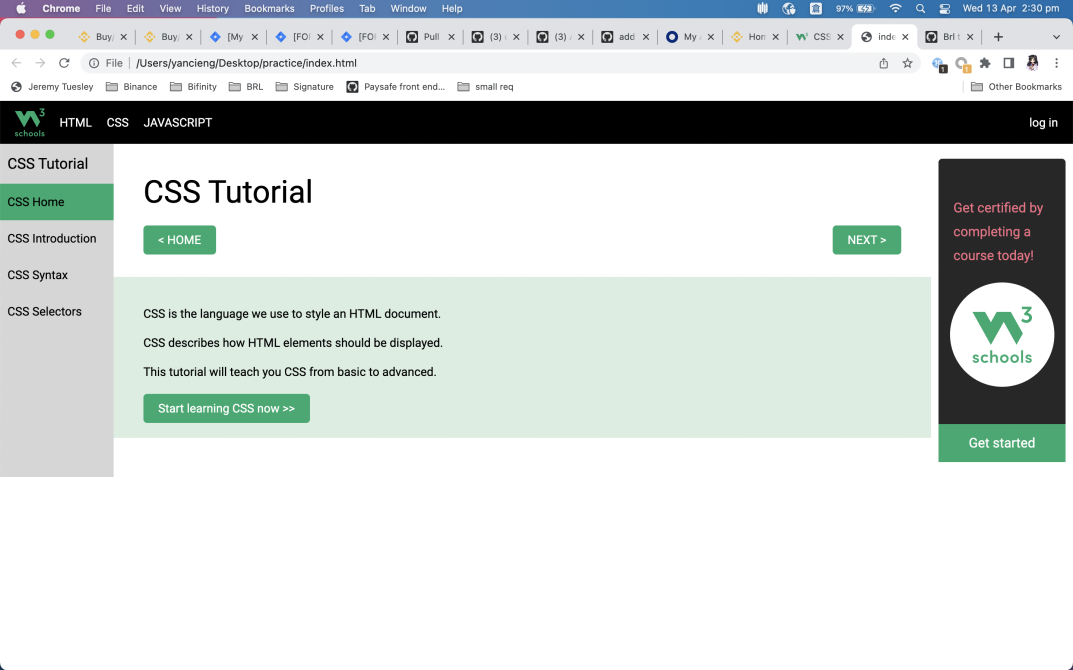 Chrome File Edit View History Bookmarks Profiles Tab Window Help 97% Wed 13 Apr 2:30 pm
Buy/ Buy/ [My [FOI [FOI Pull (3) (3) add My Hon CSS inde Brl t
File /Users/yancieng/Desktop/practice/index.html
Jeremy Tuesley Binance Bifinity BRL Signature Paysafe front end... small req Other Bookmarks
W3 schools HTML CSS JAVASCRIPT log in
CSS Tutorial
CSS Home
CSS Introduction
CSS Syntax
CSS Selectors
CSS Tutorial
< HOME
NEXT >
CSS is the language we use to style an HTML document.
CSS describes how HTML elements should be displayed.
This tutorial will teach you CSS from basic to advanced.
Start learning CSS now >>
Get certified by
completing a
course today!
W3
schools
Get started